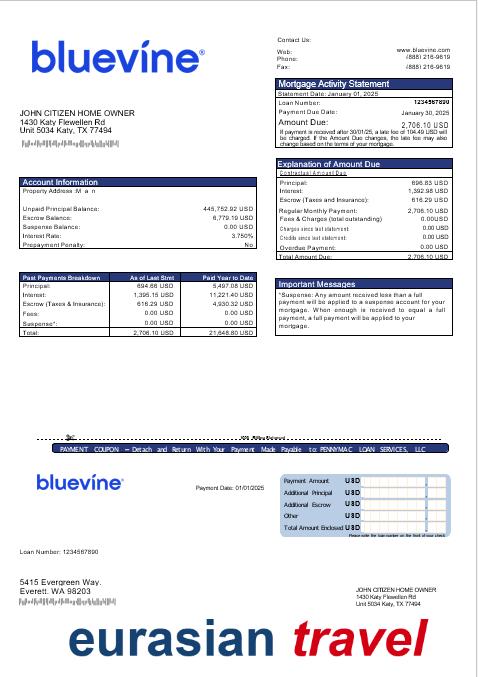 bluevine®
Contact Us:
Web: www.bluevine.com
Phone: (888) 216-9619
Fax: (888) 216-9619
Mortgage Activity Statement
Statement Date: January 01, 2025
Loan Number: 1234567890
Payment Due Date: January 30, 2025
Amount Due: 2,706.10 USD
If payment is received after 30/01/25, a late fee of 104.49 USD will
be charged. If the Amount Due Changes, the late fee may also
change based on the terms of your mortgage.
JOHN CITIZEN HOME OWNER
1430 Katy Flewellen Rd
Unit 5034 Katy, TX 77494
Explanation of Amount Due
Contractual Amount Due
Principal: 696.83 USD
Interest: 1,392.98 USD
Escrow (Taxes and Insurance): 616.29 USD
Regular Monthly Payment: 2,706.10 USD
Fees & Charges (total outstanding) 0.00USD
Charges since last statement: 0.00 USD
Credits since last statement: 0.00 USD
Overdue Payment: 0.00 USD
Total Amount Due: 2,706.10 USD
Account Information
Property Address :M a n
Unpaid Principal Balance: 445,752.92 USD
Escrow Balance: 6,779.19 USD
Suspense Balance: 0.00 USD
Interest Rate: 3.750%
Prepayment Penalty: No
Past Payments Breakdown As of Last Stmt Paid Year to Date
Principal: 694.66 USD 5,497.08 USD
Interest: 1,395.15 USD 11,221.40 USD
Escrow (Taxes & Insurance): 616.29 USD 4,930.32 USD
Fees: 0.00 USD 0.00 USD
Suspense*: 0.00 USD 0.00 USD
Total: 2,706.10 USD 21,648.80 USD
Important Messages
*Suspense: Any amount received less than a full
payment will be applied to a suspense account for your
mortgage. When enough is received to equal a full
payment, a full payment will be applied to your
mortgage.
PAYMENT COUPON – Detach and Return With Your Payment Made Payable to: PENNYMAC LOAN SERVICES, LLC
bluevine®
Payment Date: 01/01/2025
Payment Amount USD
Additional Principal USD
Additional Escrow USD
Other USD
Total Amount Enclosed USD
Please write the loan number on the front of your check
Loan Number: 1234567890
5415 Evergreen Way.
Everett. WA 98203
JOHN CITIZEN HOME OWNER
1430 Katy Flewellen Rd
Unit 5034 Katy, TX 77494
eurasian travel